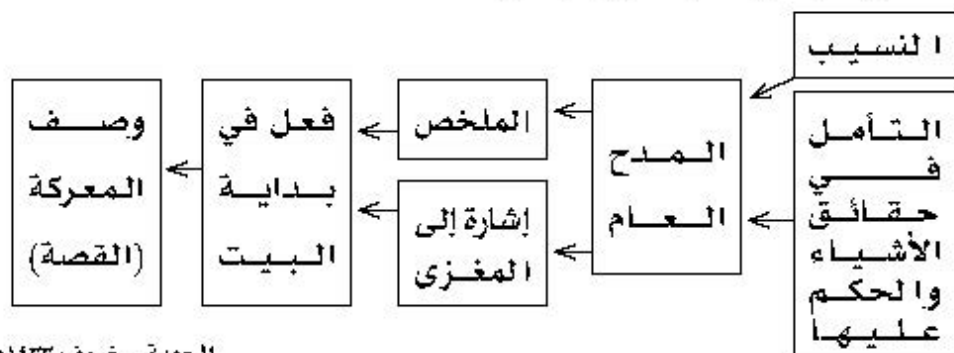 النسيب
التأمل
في
حقائق
الأشياء
والحكم
عليها
المدح
العام
الملخص
إشارة إلى
المغزى
فعل في
بداية
البيت
وصف
المعركة
(القصة)